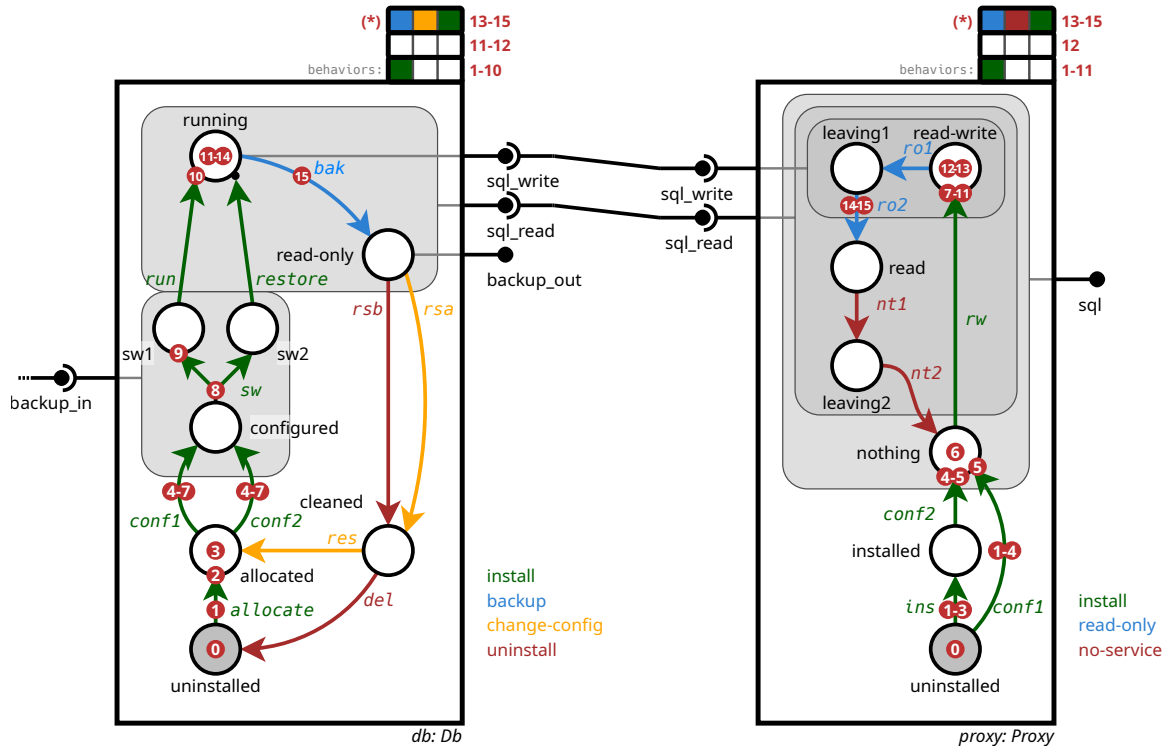 (*) 13-15
11-12
behaviors: 1-10
(*) 13-15
12
behaviors: 1-11
running
11-14
10
15
bak
sql_write
sql_read
read-only
backup_out
run
restore
rsb
rsa
sw1
sw2
9
8
sw
backup_in
configured
4-7
4-7
conf1
conf2
cleaned
3
res
2
allocated
1
allocate
del
0
uninstalled
install
backup
change-config
uninstall
db: Db
leaving1
read-write
ro1
12-13
7-11
sql_write
14-15
ro2
sql_read
read
sql
nt1
rw
nt2
leaving2
nothing
6
5
4-5
conf2
installed
1-4
ins
1-3
conf1
0
uninstalled
install
read-only
no-service
proxy: Proxy